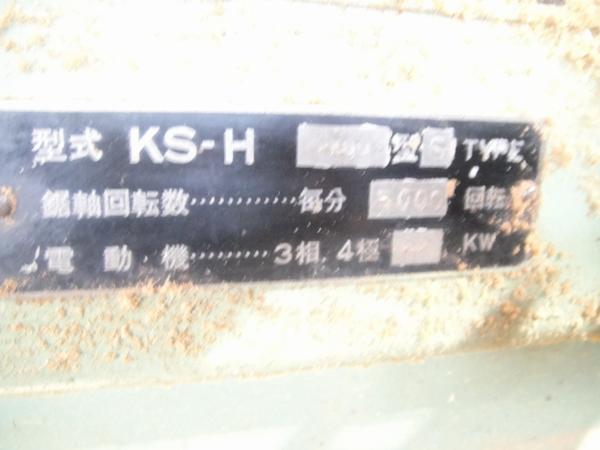 型式 KS-H 型 S TYPE
鋸軸回転数………… 毎分 回転
電動機……… 3相.4極 KW